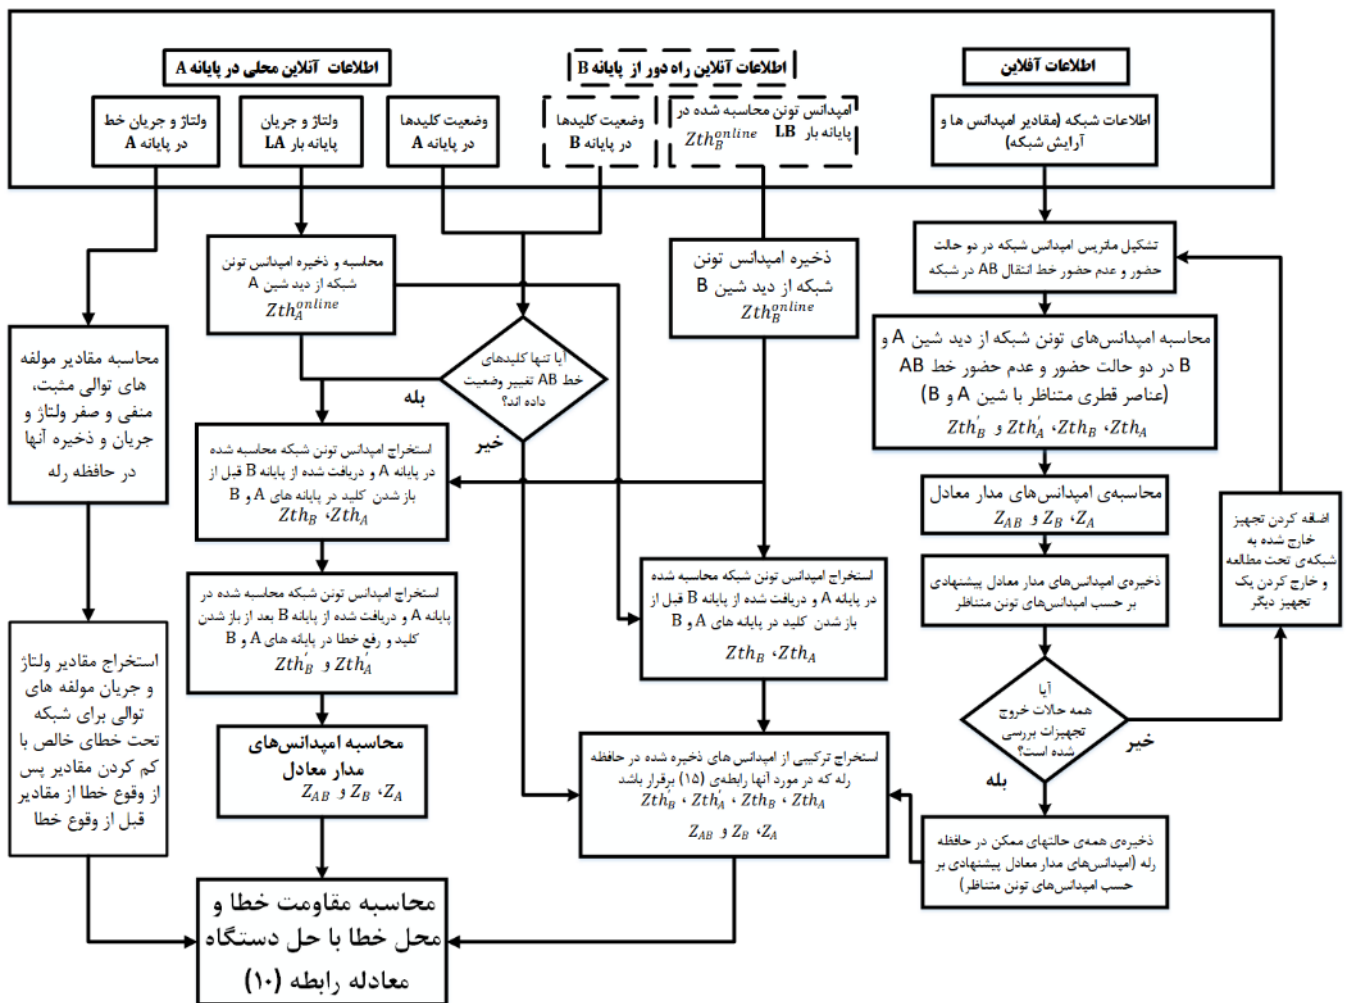 اطلاعات آنلاین محلی در پایانه A
اطلاعات آنلاین راه دور از پایانه B
اطلاعات آفلاین
ولتاژ و جریان خط
در پایانه A
ولتاژ و جریان
پایانه بار LA
وضعیت کلیدها
در پایانه A
وضعیت کلیدها
در پایانه B
امپدانس تونن محاسبه شده در
پایانه بار LB Zth_B^online
اطلاعات شبکه (مقادیر امپدانس ها و
آرایش شبکه)
محاسبه و ذخیره امپدانس تونن
شبکه از دید شین A
Zth_A^online
ذخیره امپدانس تونن
شبکه از دید شین B
Zth_B^online
تشکیل ماتریس امپدانس شبکه در دو حالت
حضور و عدم حضور خط انتقال AB در شبکه
محاسبه مقادیر مولفه
های توالی مثبت،
منفی و صفر ولتاژ و
جریان و ذخیره آنها
در حافظه رله
آیا تنها کلیدهای
خط AB تغییر وضعیت
داده اند؟
بله
خیر
محاسبه امپدانس‌های تونن شبکه از دید شین A و
B در دو حالت حضور و عدم حضور خط AB
(عناصر قطری متناظر با شین A و B)
Zth_A، Zth_B، Zth'_A و Zth'_B
استخراج امپدانس تونن شبکه محاسبه شده
در پایانه A و دریافت شده از پایانه B قبل از
باز شدن کلید در پایانه های A و B
Zth_A، Zth_B
محاسبه‌ی امپدانس‌های مدار معادل
Z_A، Z_B و Z_AB
اضافه کردن تجهیز
خارج شده به
شبکه‌ی تحت مطالعه
و خارج کردن یک
تجهیز دیگر
ذخیره‌ی امپدانس‌های مدار معادل پیشنهادی
بر حسب امپدانس‌های تونن متناظر
استخراج امپدانس تونن شبکه محاسبه شده در
پایانه A و دریافت شده از پایانه B بعد از باز شدن
کلید و رفع خطا در پایانه های A و B
Zth'_A و Zth'_B
استخراج امپدانس تونن شبکه محاسبه شده
در پایانه A و دریافت شده از پایانه B قبل از
باز شدن کلید در پایانه های A و B
Zth_A، Zth_B
استخراج مقادیر ولتاژ
و جریان مولفه های
توالی برای شبکه
تحت خطای خالص با
کم کردن مقادیر پس
از وقوع خطا از مقادیر
قبل از وقوع خطا
آیا
همه حالات خروج
تجهیزات بررسی
شده است؟
خیر
بله
محاسبه امپدانس‌های
مدار معادل
Z_A، Z_B و Z_AB
استخراج ترکیبی از امپدانس های ذخیره شده در حافظه
رله که در مورد آنها رابطه‌ی (۱۵) برقرار باشد
Zth_A ، Zth_B ، Zth'_A ، Zth'_B
Z_A، Z_B و Z_AB
ذخیره‌ی همه‌ی حالتهای ممکن در حافظه
رله (امپدانس‌های مدار معادل پیشنهادی بر
حسب امپدانس‌های تونن متناظر)
محاسبه مقاومت خطا و
محل خطا با حل دستگاه
معادله رابطه (۱۰)